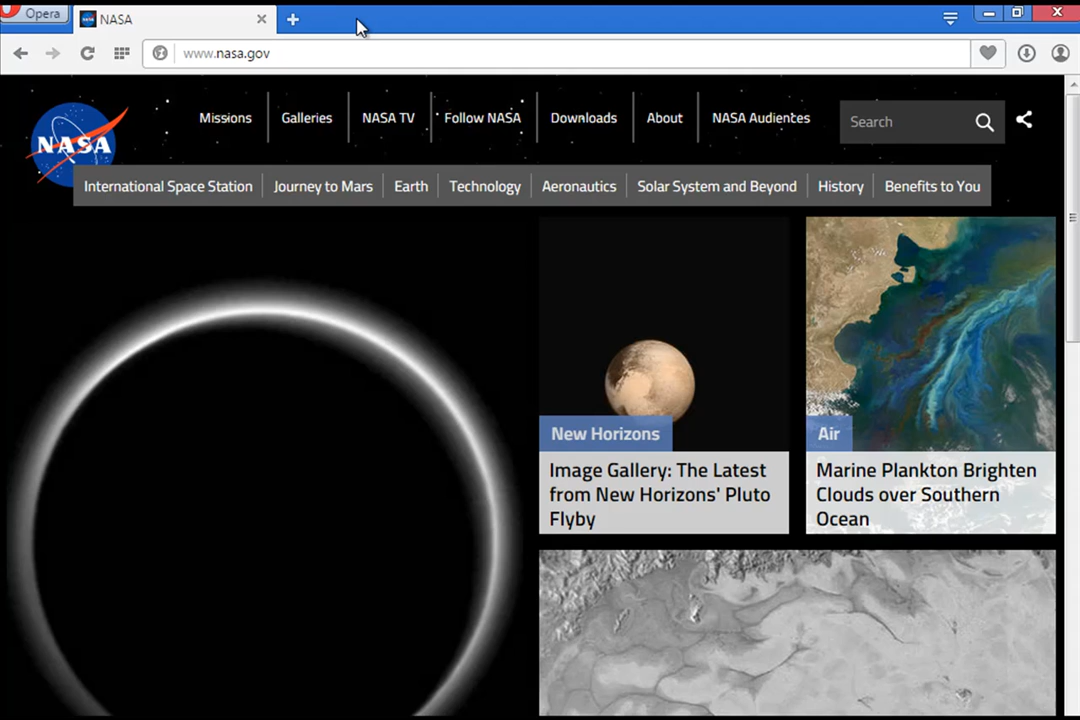 Opera
NASA
www.nasa.gov
Missions
Galleries
NASA TV
Follow NASA
Downloads
About
NASA Audiences
Search
NASA
International Space Station
Journey to Mars
Earth
Technology
Aeronautics
Solar System and Beyond
History
Benefits to You
New Horizons
Image Gallery: The Latest
from New Horizons' Pluto
Flyby
Air
Marine Plankton Brighten
Clouds over Southern
Ocean